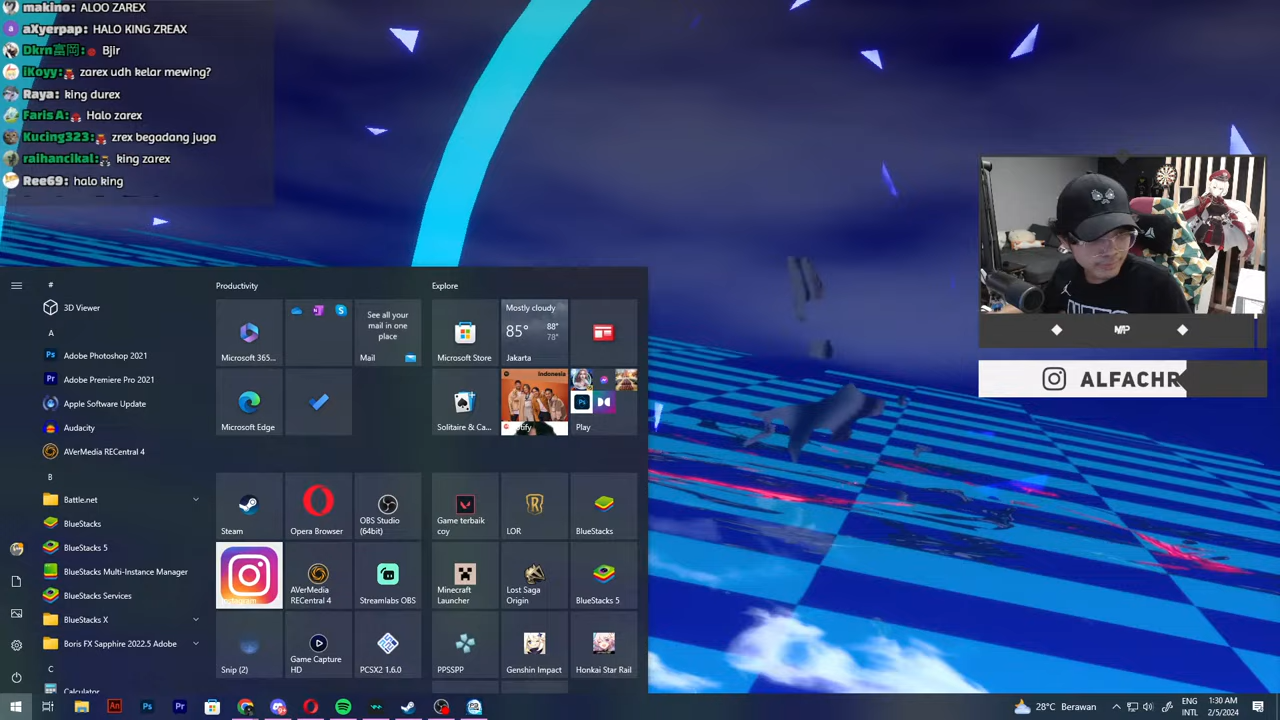 makino: ALOO ZAREX
aXyerpap: HALO KING ZREAX
Dkrn富岡: Bjir
iKoyy: zarex udh kelar mewing?
Raya: king durex
Faris A: Halo zarex
Kucing323: zrex begadang juga
raihancikal: king zarex
Ree69: halo king
ALFACHR
#
3D Viewer
A
Adobe Photoshop 2021
Adobe Premiere Pro 2021
Apple Software Update
Audacity
AVerMedia RECentral 4
B
Battle.net
BlueStacks
BlueStacks 5
BlueStacks Multi-Instance Manager
BlueStacks Services
BlueStacks X
Boris FX Sapphire 2022.5 Adobe
C
Calculator
Productivity
Microsoft 365...
See all your mail in one place
Mail
Microsoft Edge
Explore
Microsoft Store
Mostly cloudy
85° 88° 78°
Jakarta
Solitaire & Ca...
Indonesia
Play
Steam
Opera Browser
OBS Studio (64bit)
Game terbaik coy
LOR
BlueStacks
AVerMedia RECentral 4
Streamlabs OBS
Minecraft Launcher
Lost Saga Origin
BlueStacks 5
Snip (2)
Game Capture HD
PCSX2 1.6.0
PPSSPP
Genshin Impact
Honkai Star Rail
28°C Berawan
ENG
INTL
1:30 AM
2/5/2024